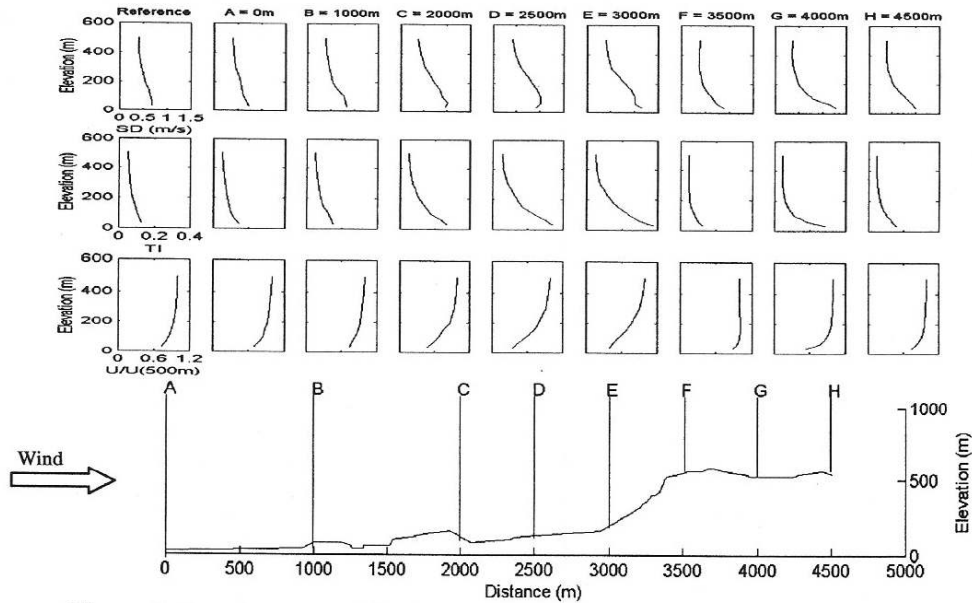 Reference A = 0m B = 1000m C = 2000m D = 2500m E = 3000m F = 3500m G = 4000m H = 4500m
Elevation (m)
600
400
200
0
0 0.5 1 1.5
SD (m/s)
Elevation (m)
600
400
200
0
0 0.2 0.4
TI
Elevation (m)
600
400
200
0
0 0.6 1.2
U/U(500m)
A B C D E F G H
Wind
1000
500
0
Elevation (m)
0 500 1000 1500 2000 2500 3000 3500 4000 4500 5000
Distance (m)